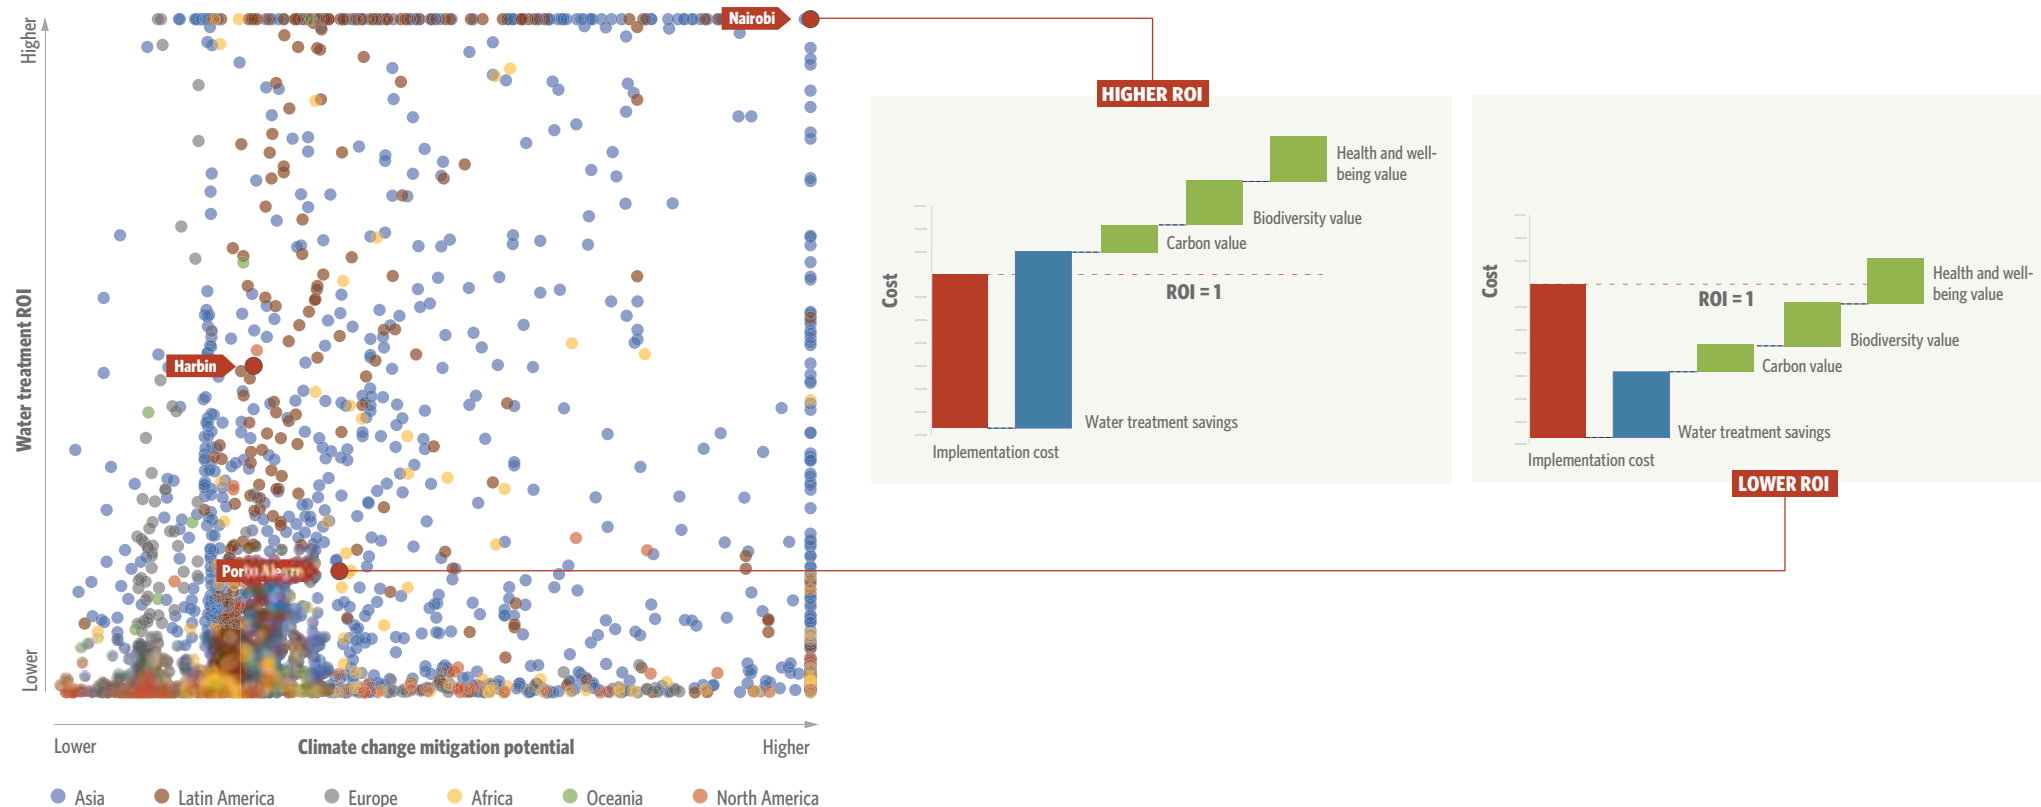 Higher
Water treatment ROI
Lower
Nairobi
Harbin
Porto Alegre
Lower
Climate change mitigation potential
Higher
Asia
Latin America
Europe
Africa
Oceania
North America
HIGHER ROI
Cost
Health and well-
being value
Biodiversity value
Carbon value
ROI = 1
Water treatment savings
Implementation cost
Cost
Health and well-
being value
ROI = 1
Biodiversity value
Carbon value
Water treatment savings
Implementation cost
LOWER ROI